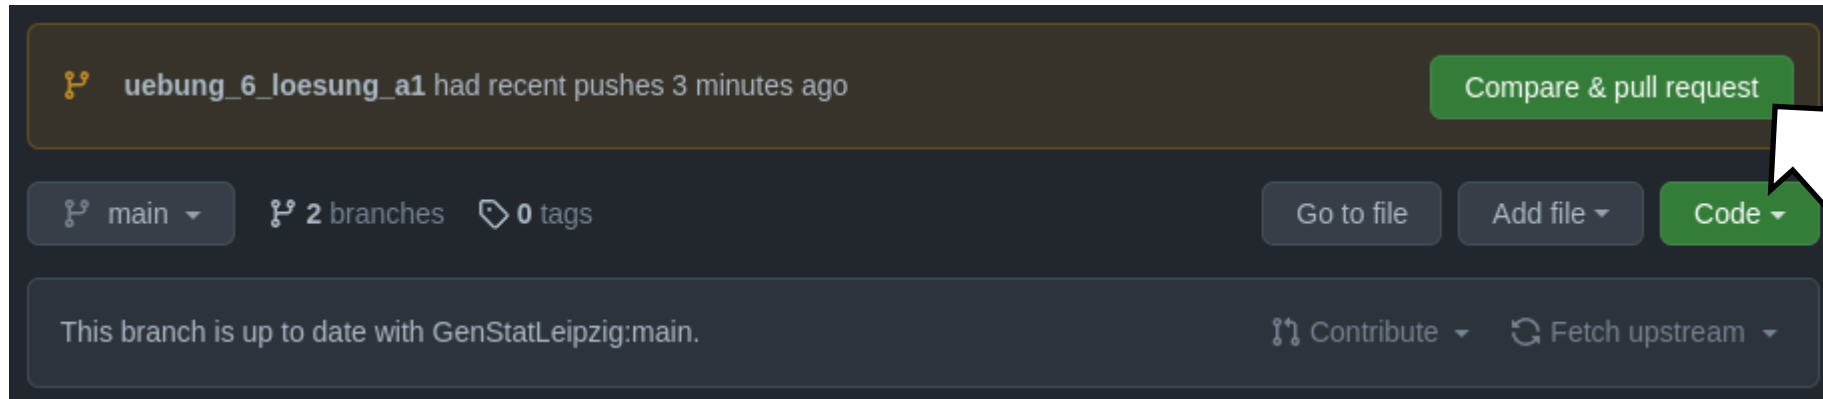 uebung_6_loesung_a1 had recent pushes 3 minutes ago
Compare & pull request
main
2 branches
0 tags
Go to file
Add file
Code
This branch is up to date with GenStatLeipzig:main.
Contribute
Fetch upstream